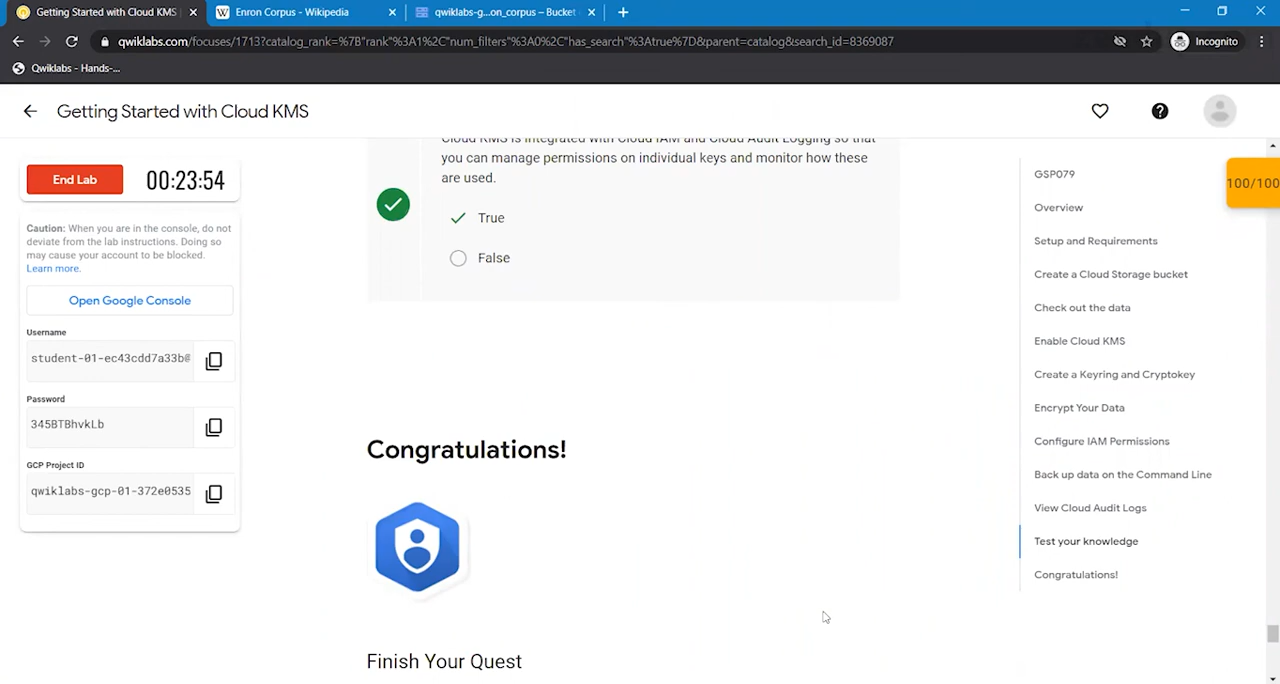 Getting Started with Cloud KMS |
Enron Corpus - Wikipedia
qwiklabs-g...on_corpus – Bucket
qwiklabs.com/focuses/1713?catalog_rank=%7B"rank"%3A1%2C"num_filters"%3A0%2C"has_search"%3Atrue%7D&parent=catalog&search_id=8369087
Incognito
Qwiklabs - Hands-...
Getting Started with Cloud KMS
End Lab
00:23:54
Caution: When you are in the console, do not
deviate from the lab instructions. Doing so
may cause your account to be blocked.
Learn more.
Open Google Console
Username
student-01-ec43cdd7a33b@
Password
345BTBhvkLb
GCP Project ID
qwiklabs-gcp-01-372e0535
Cloud KMS is integrated with Cloud IAM and Cloud Audit Logging so that
you can manage permissions on individual keys and monitor how these
are used.
True
False
Congratulations!
Finish Your Quest
GSP079
Overview
Setup and Requirements
Create a Cloud Storage bucket
Check out the data
Enable Cloud KMS
Create a Keyring and Cryptokey
Encrypt Your Data
Configure IAM Permissions
Back up data on the Command Line
View Cloud Audit Logs
Test your knowledge
Congratulations!
100/100